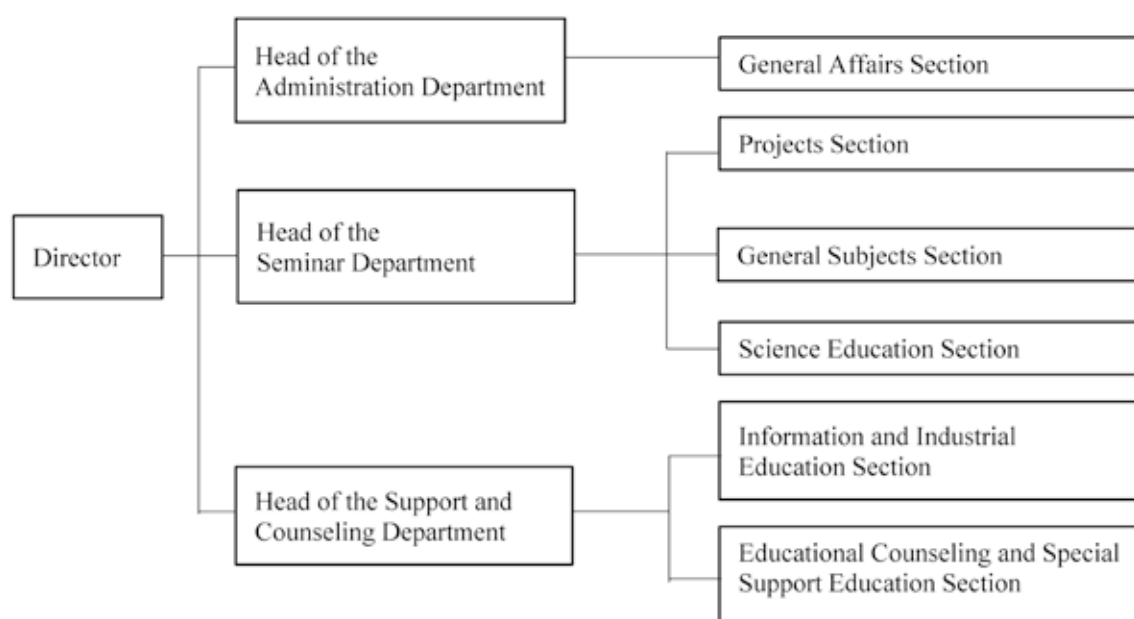 Director
Head of the
Administration Department
General Affairs Section
Head of the
Seminar Department
Projects Section
General Subjects Section
Science Education Section
Head of the Support and
Counseling Department
Information and Industrial
Education Section
Educational Counseling and Special
Support Education Section